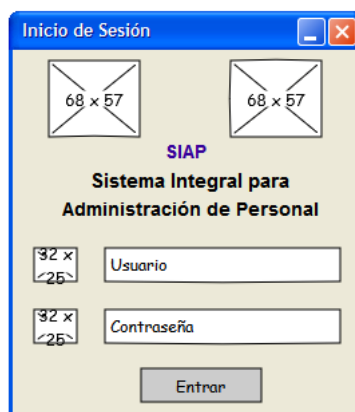 Inicio de Sesión
68 x 57
68 x 57
SIAP
Sistema Integral para
Administración de Personal
32 x
25
Usuario
32 x
25
Contraseña
Entrar